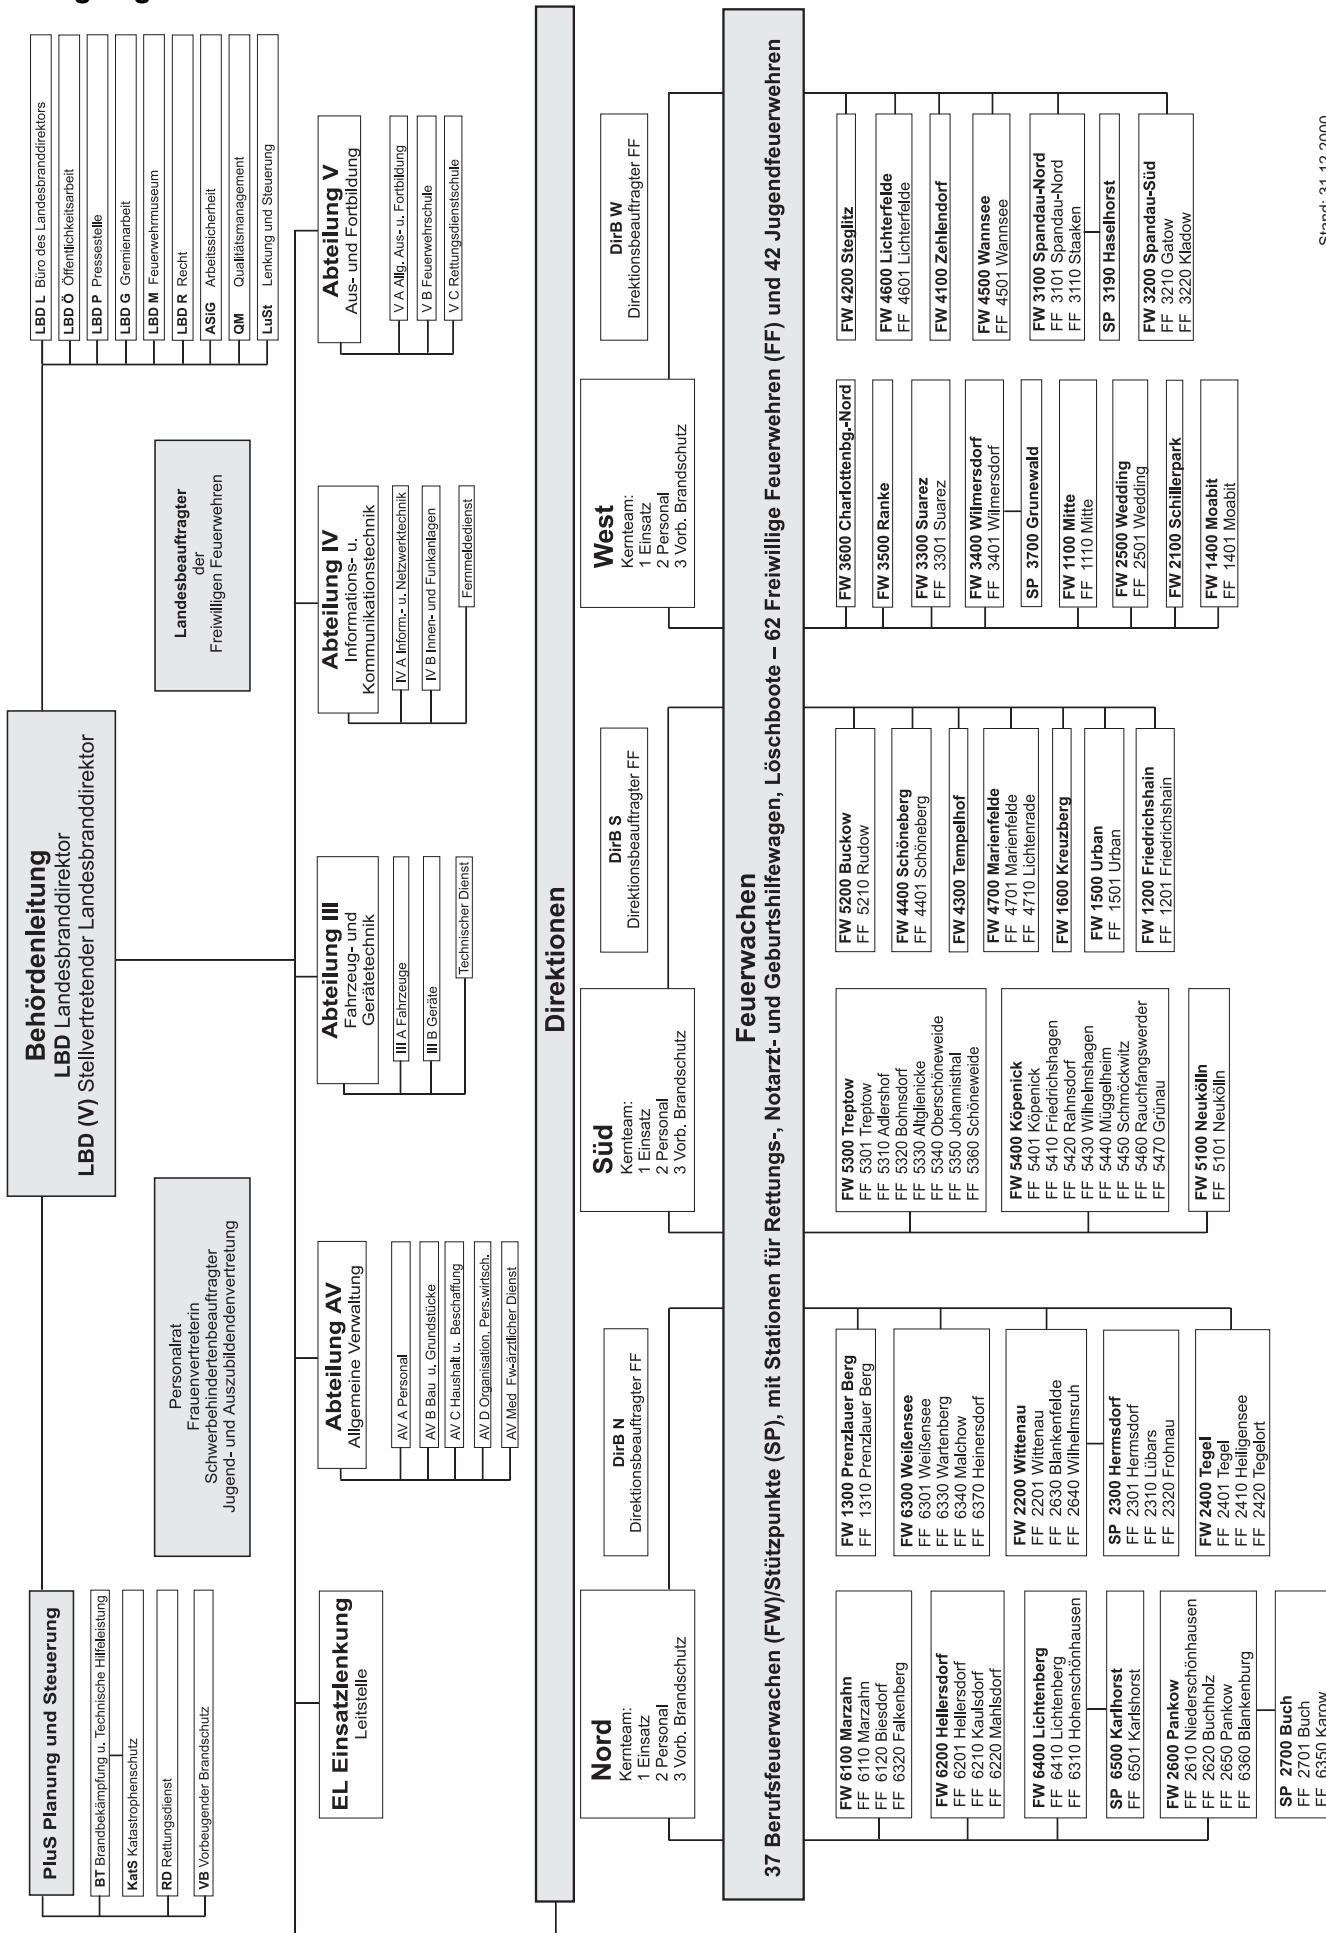 Behördenleitung
LBD Landesbranddirektor
LBD (V) Stellvertretender Landesbranddirektor
PluS Planung und Steuerung
BT Brandbekämpfung u. Technische Hilfeleistung
KatS Katastrophenschutz
RD Rettungsdienst
VB Vorbeugender Brandschutz
Personalrat
Frauenvertreterin
Schwerbehindertenbeauftragter
Jugend- und Auszubildendenvertretung
Landesbeauftragter
der
Freiwilligen Feuerwehren
LBD L Büro des Landesbranddirektors
LBD Ö Öffentlichkeitsarbeit
LBD P Pressestelle
LBD G Gremienarbeit
LBD M Feuerwehrmuseum
LBD R Recht
ASiG Arbeitssicherheit
QM Qualitätsmanagement
LuSt Lenkung und Steuerung
EL Einsatzlenkung
Leitstelle
Abteilung AV
Allgemeine Verwaltung
AV A Personal
AV B Bau u. Grundstücke
AV C Haushalt u. Beschaffung
AV D Organisation, Pers.wirtsch.
AV Med Fw-ärztlicher Dienst
Abteilung III
Fahrzeug- und
Gerätetechnik
III A Fahrzeuge
III B Geräte
Technischer Dienst
Abteilung IV
Informations- u.
Kommunikationstechnik
IV A Inform.- u. Netzwerktechnik
IV B Innen- und Funkanlagen
Fernmeldedienst
Abteilung V
Aus- und Fortbildung
V A Allg. Aus- u. Fortbildung
V B Feuerwehrschule
V C Rettungsdienstschule
Direktionen
Nord
Kernteam:
1 Einsatz
2 Personal
3 Vorb. Brandschutz
DirB N
Direktionsbeauftragter FF
Süd
Kernteam:
1 Einsatz
2 Personal
3 Vorb. Brandschutz
DirB S
Direktionsbeauftragter FF
West
Kernteam:
1 Einsatz
2 Personal
3 Vorb. Brandschutz
DirB W
Direktionsbeauftragter FF
Feuerwachen
37 Berufsfeuerwachen (FW)/Stützpunkte (SP), mit Stationen für Rettungs-, Notarzt- und Geburtshilfewagen, Löschboote – 62 Freiwillige Feuerwehren (FF) und 42 Jugendfeuerwehren
FW 6100 Marzahn
FF 6110 Marzahn
FF 6120 Biesdorf
FF 6320 Falkenberg
FW 6200 Hellersdorf
FF 6201 Hellersdorf
FF 6210 Kaulsdorf
FF 6220 Mahlsdorf
FW 6400 Lichtenberg
FF 6410 Lichtenberg
FF 6310 Hohenschönhausen
SP 6500 Karlhorst
FF 6501 Karlshorst
FW 2600 Pankow
FF 2610 Niederschönhausen
FF 2620 Buchholz
FF 2650 Pankow
FF 6360 Blankenburg
SP 2700 Buch
FF 2701 Buch
FF 6350 Karow
FW 1300 Prenzlauer Berg
FF 1310 Prenzlauer Berg
FW 6300 Weißensee
FF 6301 Weißensee
FF 6330 Wartenberg
FF 6340 Malchow
FF 6370 Heinersdorf
FW 2200 Wittenau
FF 2201 Wittenau
FF 2630 Blankenfelde
FF 2640 Wilhelmsruh
SP 2300 Hermsdorf
FF 2301 Hermsdorf
FF 2310 Lübars
FF 2320 Frohnau
FW 2400 Tegel
FF 2401 Tegel
FF 2410 Heiligensee
FF 2420 Tegelort
FW 5300 Treptow
FF 5301 Treptow
FF 5310 Adlershof
FF 5320 Bohnsdorf
FF 5330 Altglienicke
FF 5340 Oberschöneweide
FF 5350 Johannisthal
FF 5360 Schöneweide
FW 5400 Köpenick
FF 5401 Köpenick
FF 5410 Friedrichshagen
FF 5420 Rahnsdorf
FF 5430 Wilhelmshagen
FF 5440 Müggelheim
FF 5450 Schmöckwitz
FF 5460 Rauchfangswerder
FF 5470 Grünau
FW 5100 Neukölln
FF 5101 Neukölln
FW 5200 Buckow
FF 5210 Rudow
FW 4400 Schöneberg
FF 4401 Schöneberg
FW 4300 Tempelhof
FW 4700 Marienfelde
FF 4701 Marienfelde
FF 4710 Lichtenrade
FW 1600 Kreuzberg
FW 1500 Urban
FF 1501 Urban
FW 1200 Friedrichshain
FF 1201 Friedrichshain
FW 3600 Charlottenbg.-Nord
FW 3500 Ranke
FW 3300 Suarez
FF 3301 Suarez
FW 3400 Wilmersdorf
FF 3401 Wilmersdorf
SP 3700 Grunewald
FW 1100 Mitte
FF 1110 Mitte
FW 2500 Wedding
FF 2501 Wedding
FW 2100 Schillerpark
FW 1400 Moabit
FF 1401 Moabit
FW 4200 Steglitz
FW 4600 Lichterfelde
FF 4601 Lichterfelde
FW 4100 Zehlendorf
FW 4500 Wannsee
FF 4501 Wannsee
FW 3100 Spandau-Nord
FF 3101 Spandau-Nord
FF 3110 Staaken
SP 3190 Haselhorst
FW 3200 Spandau-Süd
FF 3210 Gatow
FF 3220 Kladow